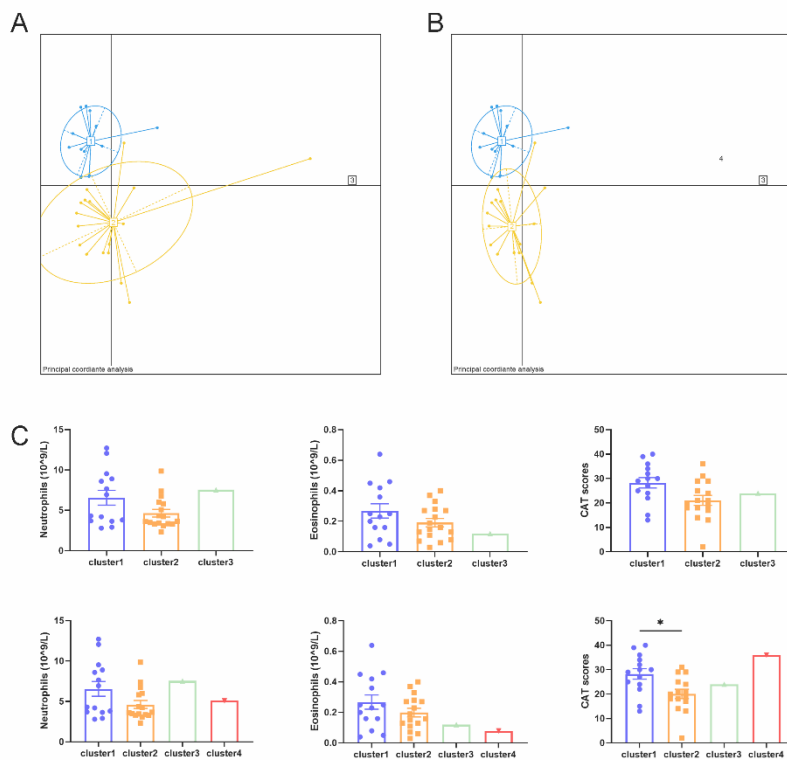 A
B
1
3
Principal coordiante analysis
1
4
3
Principal coordiante analysis
C
Neutrophils (10^9/L)
15
10
5
0
cluster1 cluster2 cluster3
Eosinophils (10^9/L)
0.8
0.6
0.4
0.2
0.0
cluster1 cluster2 cluster3
CAT scores
50
40
30
20
10
0
cluster1 cluster2 cluster3
Neutrophils (10^9/L)
15
10
5
0
cluster1 cluster2 cluster3 cluster4
Eosinophils (10^9/L)
0.8
0.6
0.4
0.2
0.0
cluster1 cluster2 cluster3 cluster4
CAT scores
50
40
30
20
10
0
*
cluster1 cluster2 cluster3 cluster4